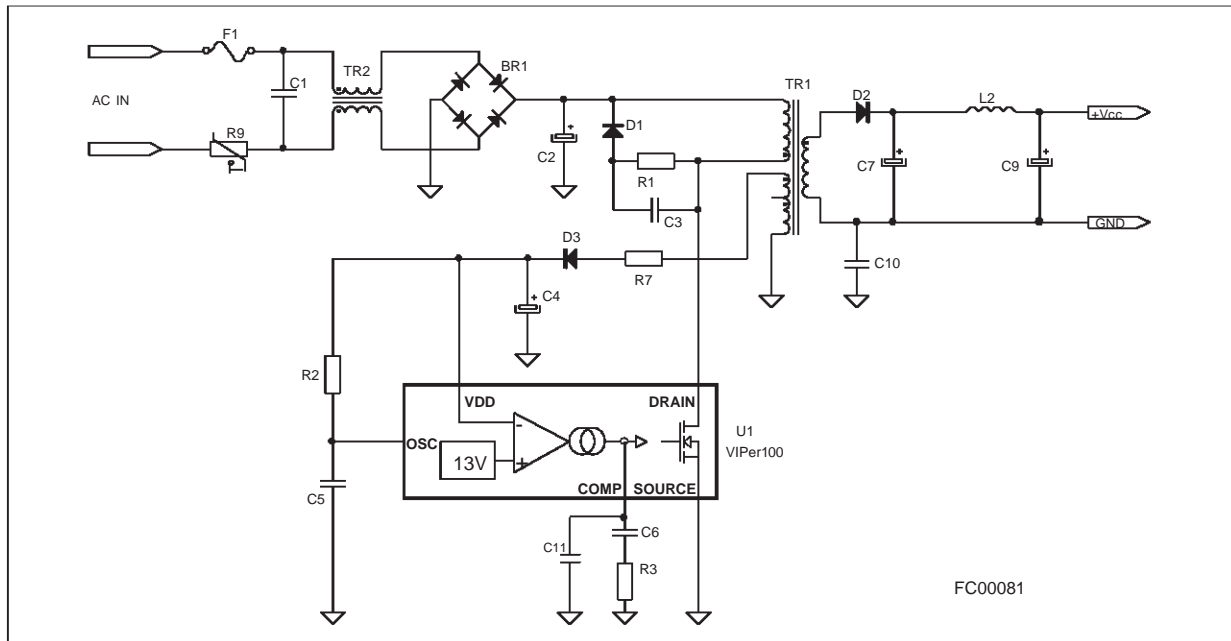 F1
BR1
TR2
C1
TR1
D2
L2
AC IN
+Vcc
D1
R9
C2
C7
C9
T°
R1
C3
GND
D3
C10
R7
C4
R2
VDD
DRAIN
U1
VIPer100
OSC
-
13V
+
COMP
SOURCE
C5
C6
C11
R3
FC00081
+
+
+
+